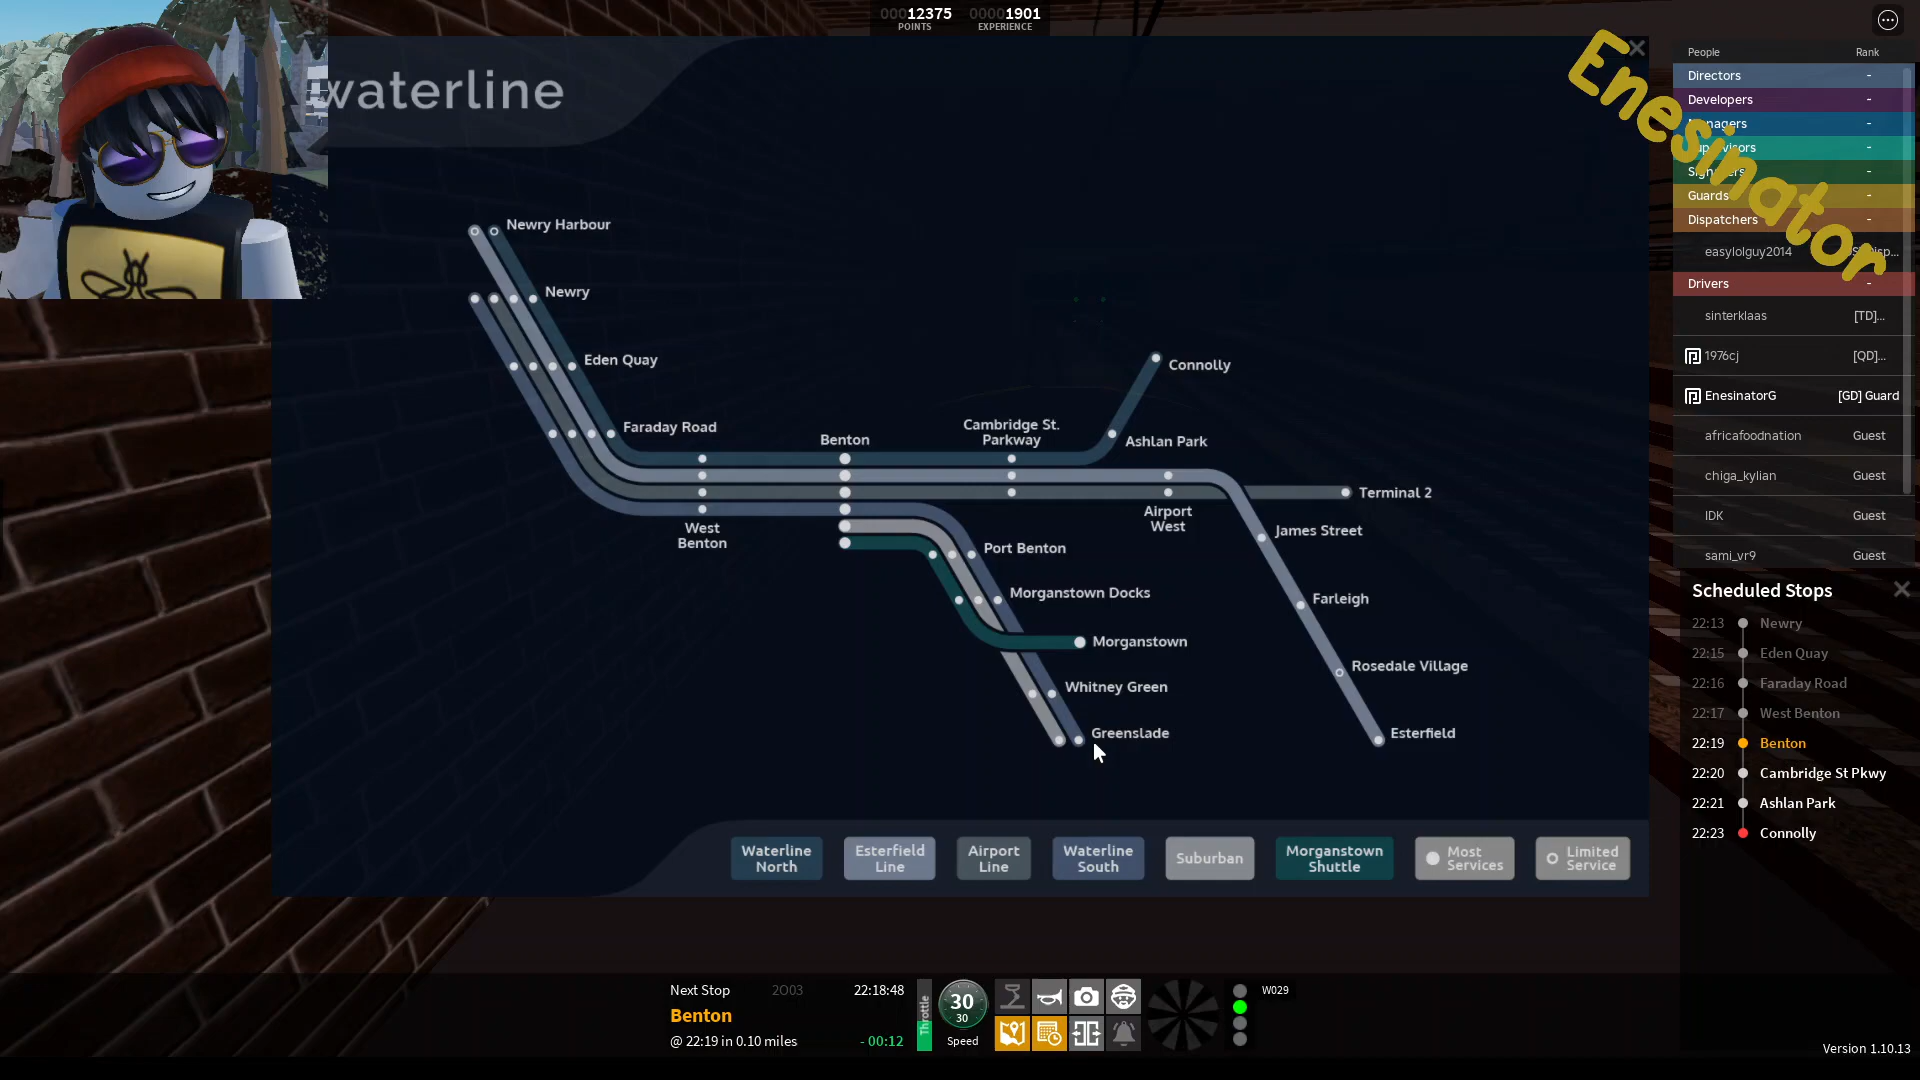 00012375
POINTS
00001901
EXPERIENCE
waterline
Enesinator
Newry Harbour
Newry
Eden Quay
Faraday Road
West
Benton
Benton
Cambridge St.
Parkway
Connolly
Ashlan Park
Airport
West
Terminal 2
James Street
Farleigh
Rosedale Village
Esterfield
Port Benton
Morganstown Docks
Morganstown
Whitney Green
Greenslade
Waterline
North
Esterfield
Line
Airport
Line
Waterline
South
Suburban
Morganstown
Shuttle
Most
Services
Limited
Service
People Rank
Directors -
Developers -
Managers -
Supervisors -
Signallers -
Guards -
Dispatchers -
easylolguy2014
Drivers -
sinterklaas [TD]...
1976cj [QD]...
EnesinatorG [GD] Guard
africafoodnation Guest
chiga_kylian Guest
IDK Guest
sami_vr9 Guest
Scheduled Stops
22:13 Newry
22:15 Eden Quay
22:16 Faraday Road
22:17 West Benton
22:19 Benton
22:20 Cambridge St Pkwy
22:21 Ashlan Park
22:23 Connolly
Next Stop 2O03 22:18:48
Benton
@ 22:19 in 0.10 miles - 00:12
Throttle
30
30
Speed
W029
Version 1.10.13